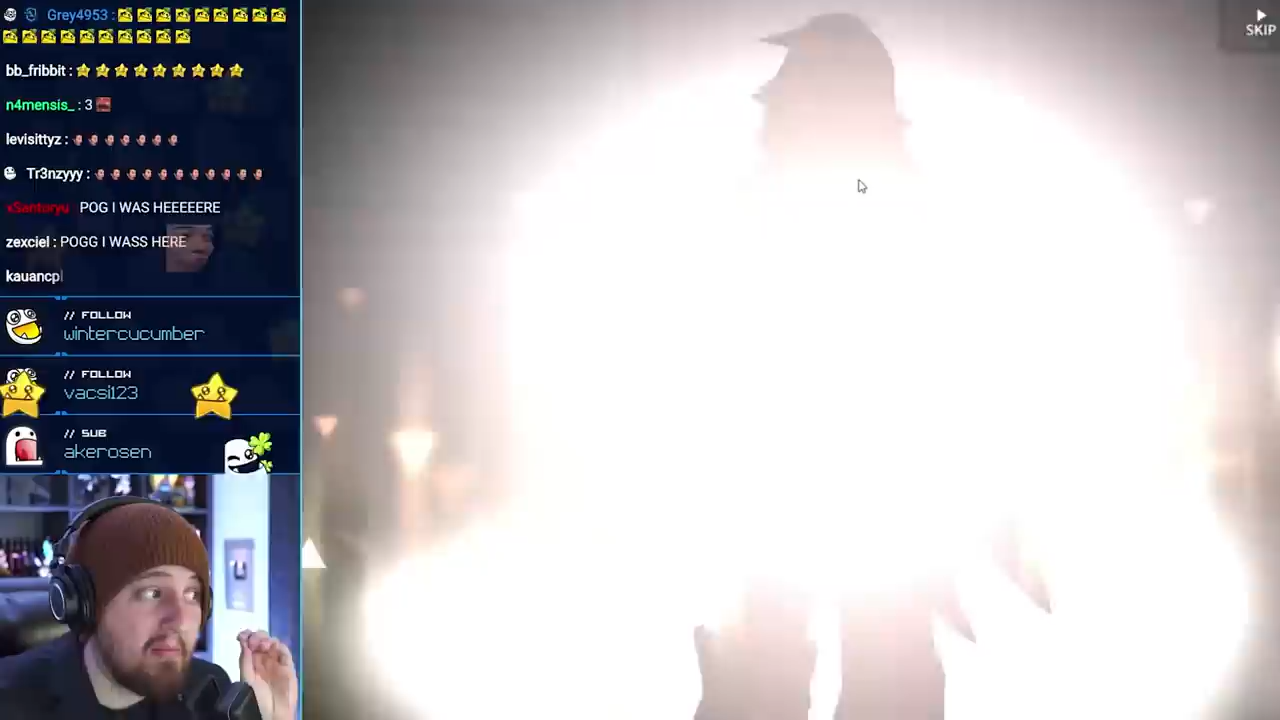 Grey4953 :
bb_fribbit :
n4mensis_ : 3
levisittyz :
Tr3nzyyy :
xSantoryu : POG I WAS HEEEEERE
zexciel : POGG I WASS HERE
kauancp
// FOLLOW
wintercucumber
// FOLLOW
vacsi123
// SUB
akerosen
SKIP